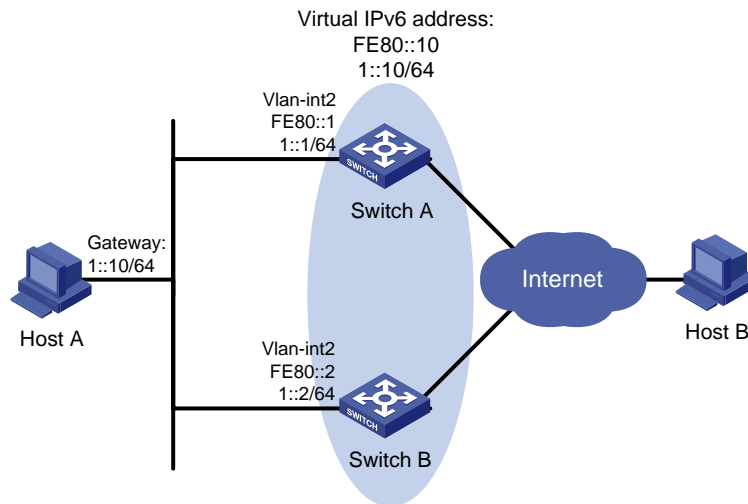 Virtual IPv6 address:
FE80::10
1::10/64
Vlan-int2
FE80::1
1::1/64
SWITCH
Switch A
Gateway:
1::10/64
Host A
Internet
Host B
Vlan-int2
FE80::2
1::2/64
SWITCH
Switch B